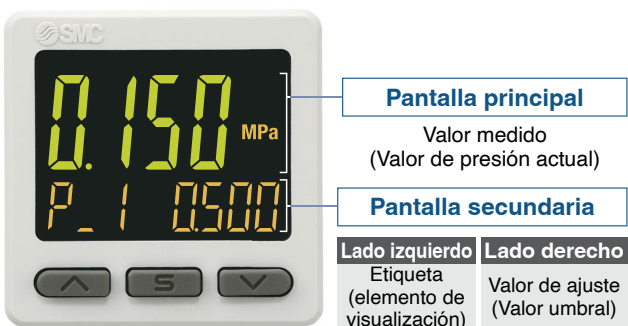 SMC
0.150
MPa
P_1 0.500
S
Pantalla principal
Valor medido
(Valor de presión actual)
Pantalla secundaria
Lado izquierdo Lado derecho
Etiqueta
(elemento de
visualización)
Valor de ajuste
(Valor umbral)